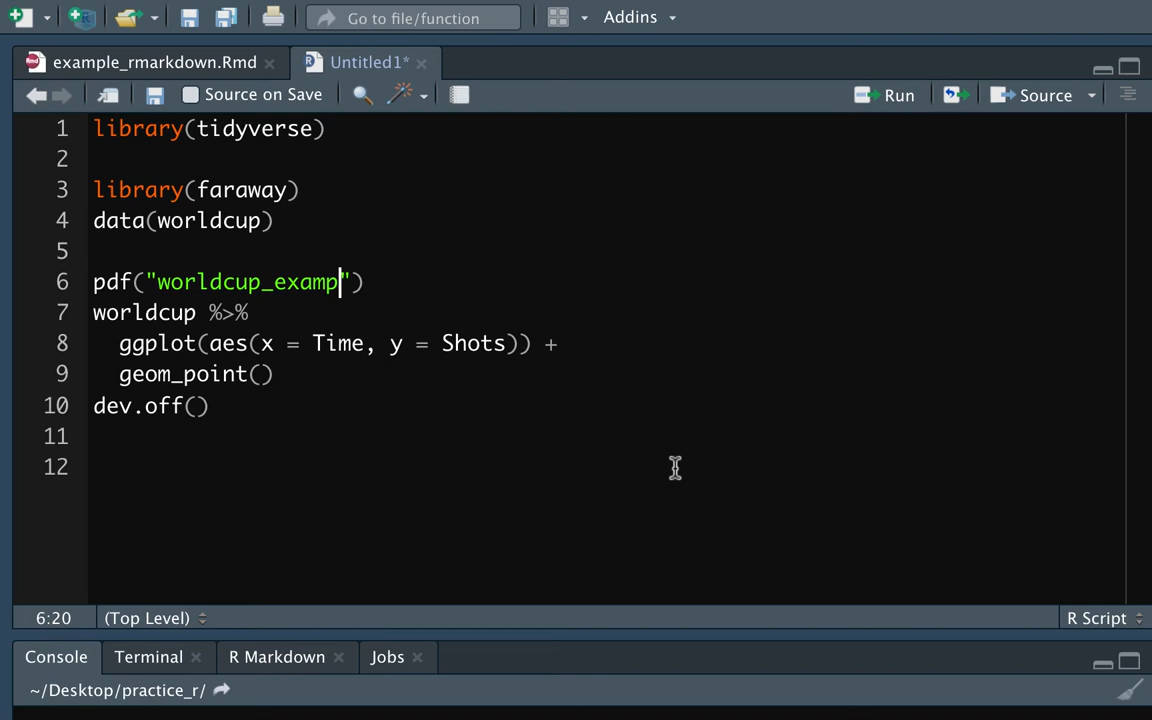 Go to file/function
Addins
example_rmarkdown.Rmd
Untitled1*
Source on Save
Run
Source
1 library(tidyverse)
2
3 library(faraway)
4 data(worldcup)
5
6 pdf("worldcup_examp")
7 worldcup %>%
8 ggplot(aes(x = Time, y = Shots)) +
9 geom_point()
10 dev.off()
11
12
6:20 (Top Level) R Script
Console Terminal R Markdown Jobs
~/Desktop/practice_r/